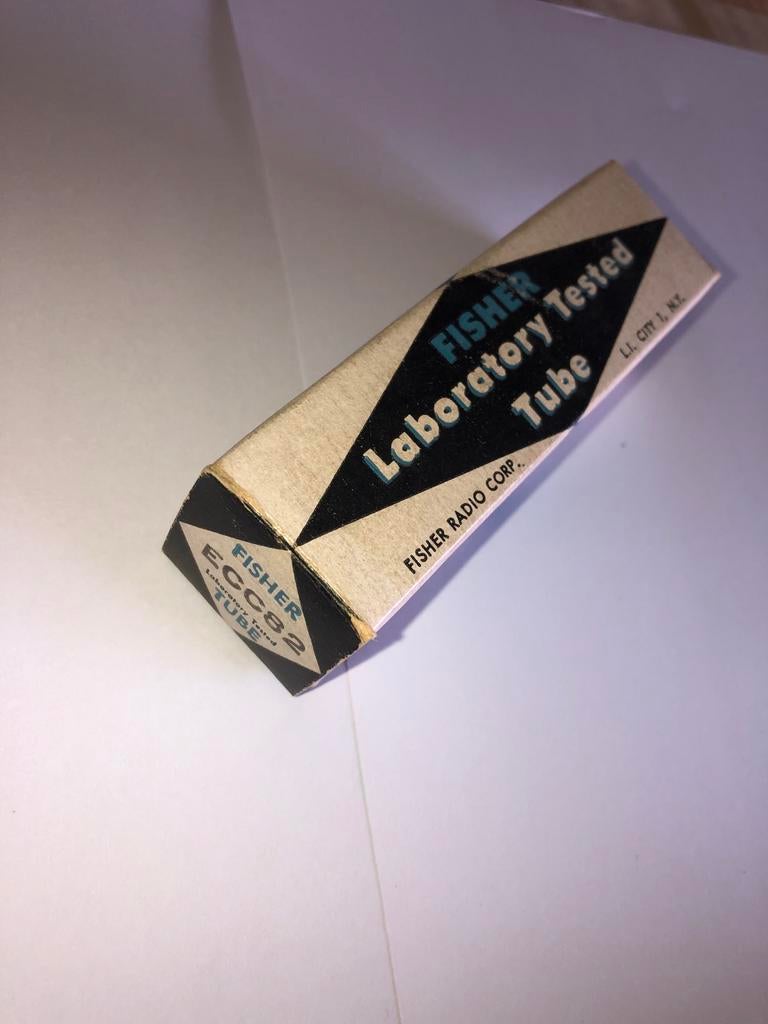 FISHER
Laboratory Tested
Tube
FISHER RADIO CORP.
L.I. CITY 1, N.Y.
FISHER
ECC82
Laboratory Tested
TUBE